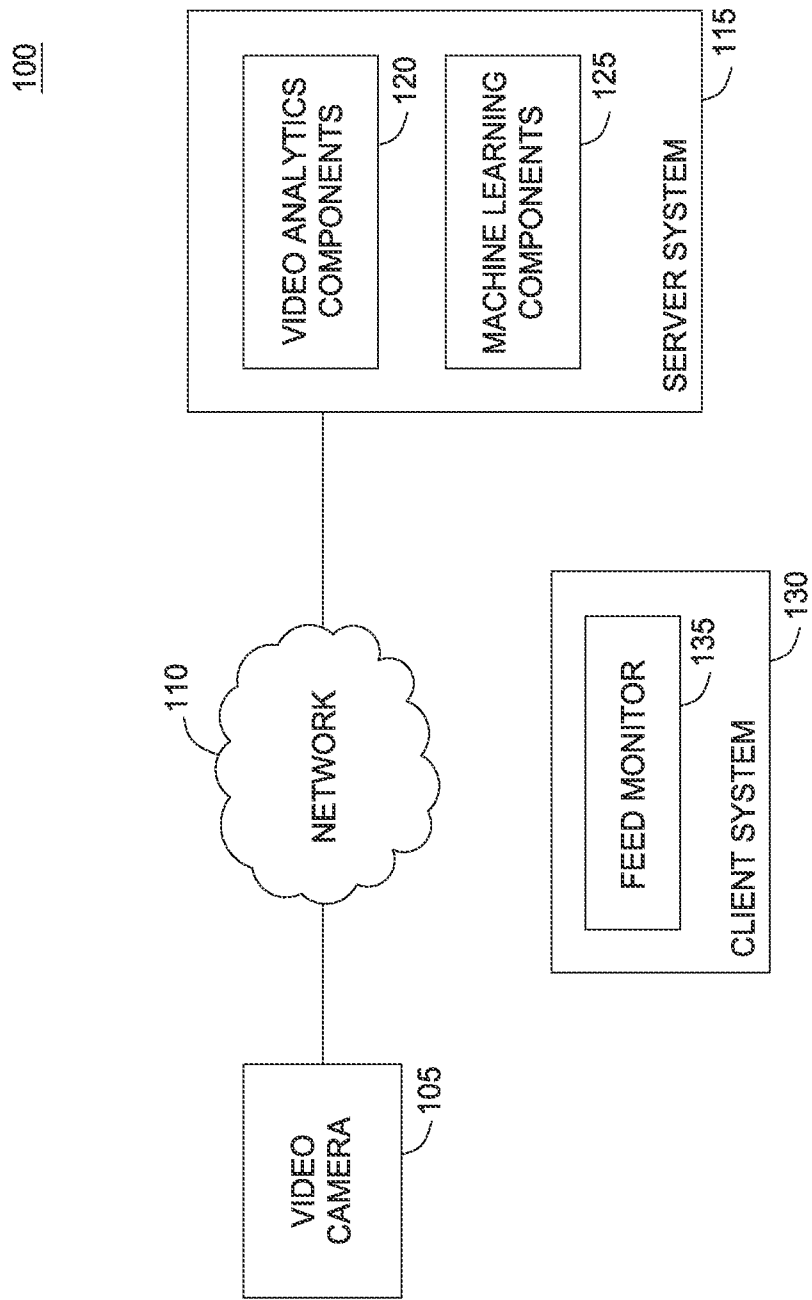 100
VIDEO
CAMERA
105
NETWORK
110
VIDEO ANALYTICS
COMPONENTS
120
MACHINE LEARNING
COMPONENTS
125
SERVER SYSTEM
115
FEED MONITOR
135
CLIENT SYSTEM
130